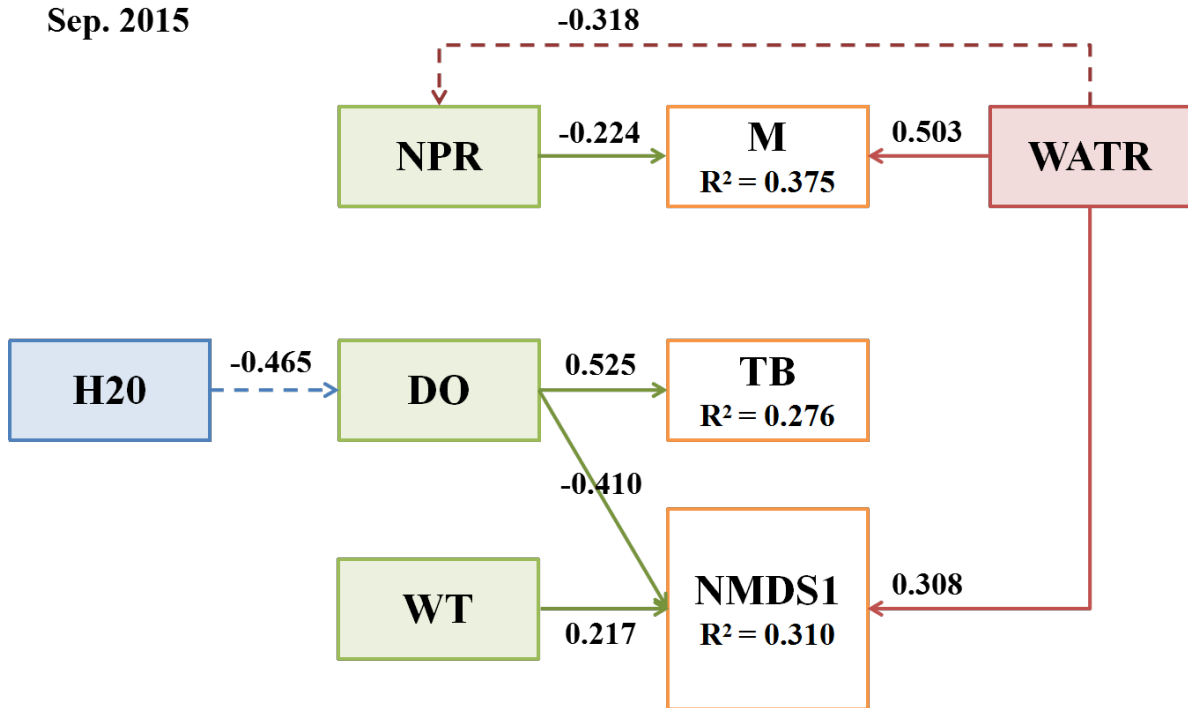 Sep. 2015
-0.318
NPR
-0.224
M
R² = 0.375
0.503
WATR
H20
-0.465
DO
0.525
TB
R² = 0.276
-0.410
WT
0.217
NMDS1
R² = 0.310
0.308